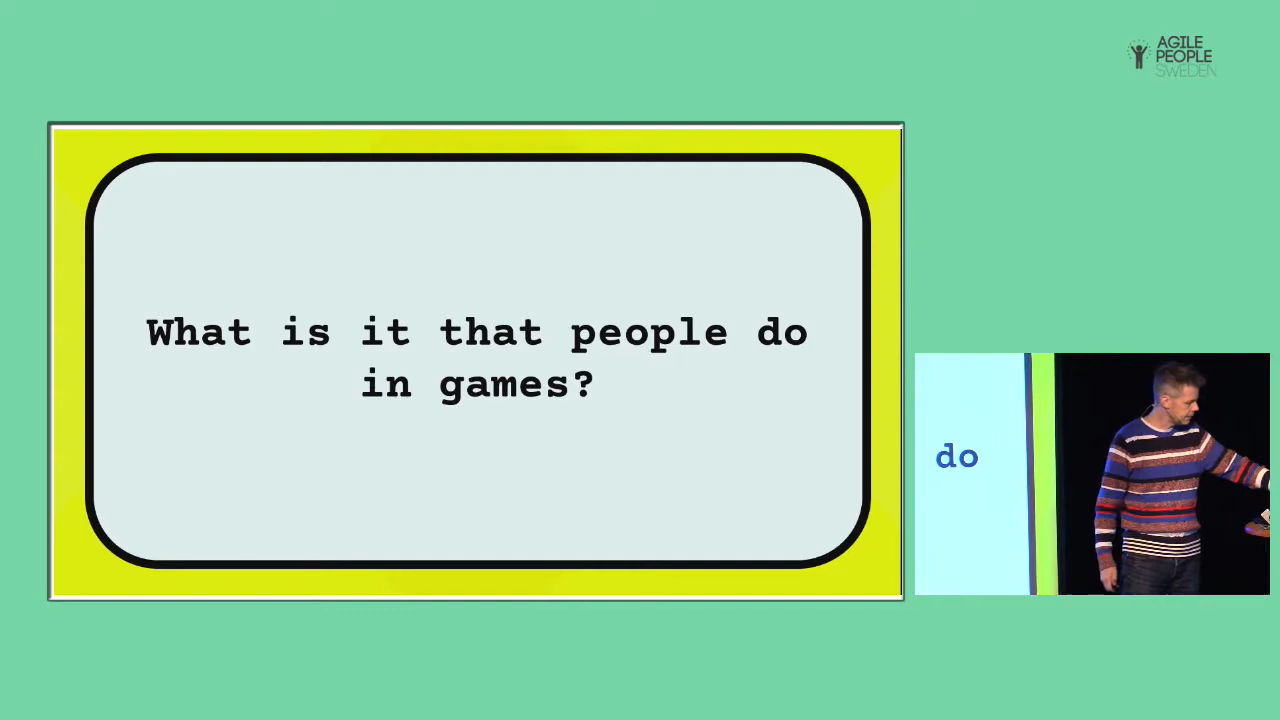 AGILE
PEOPLE
SWEDEN
What is it that people do
in games?
do